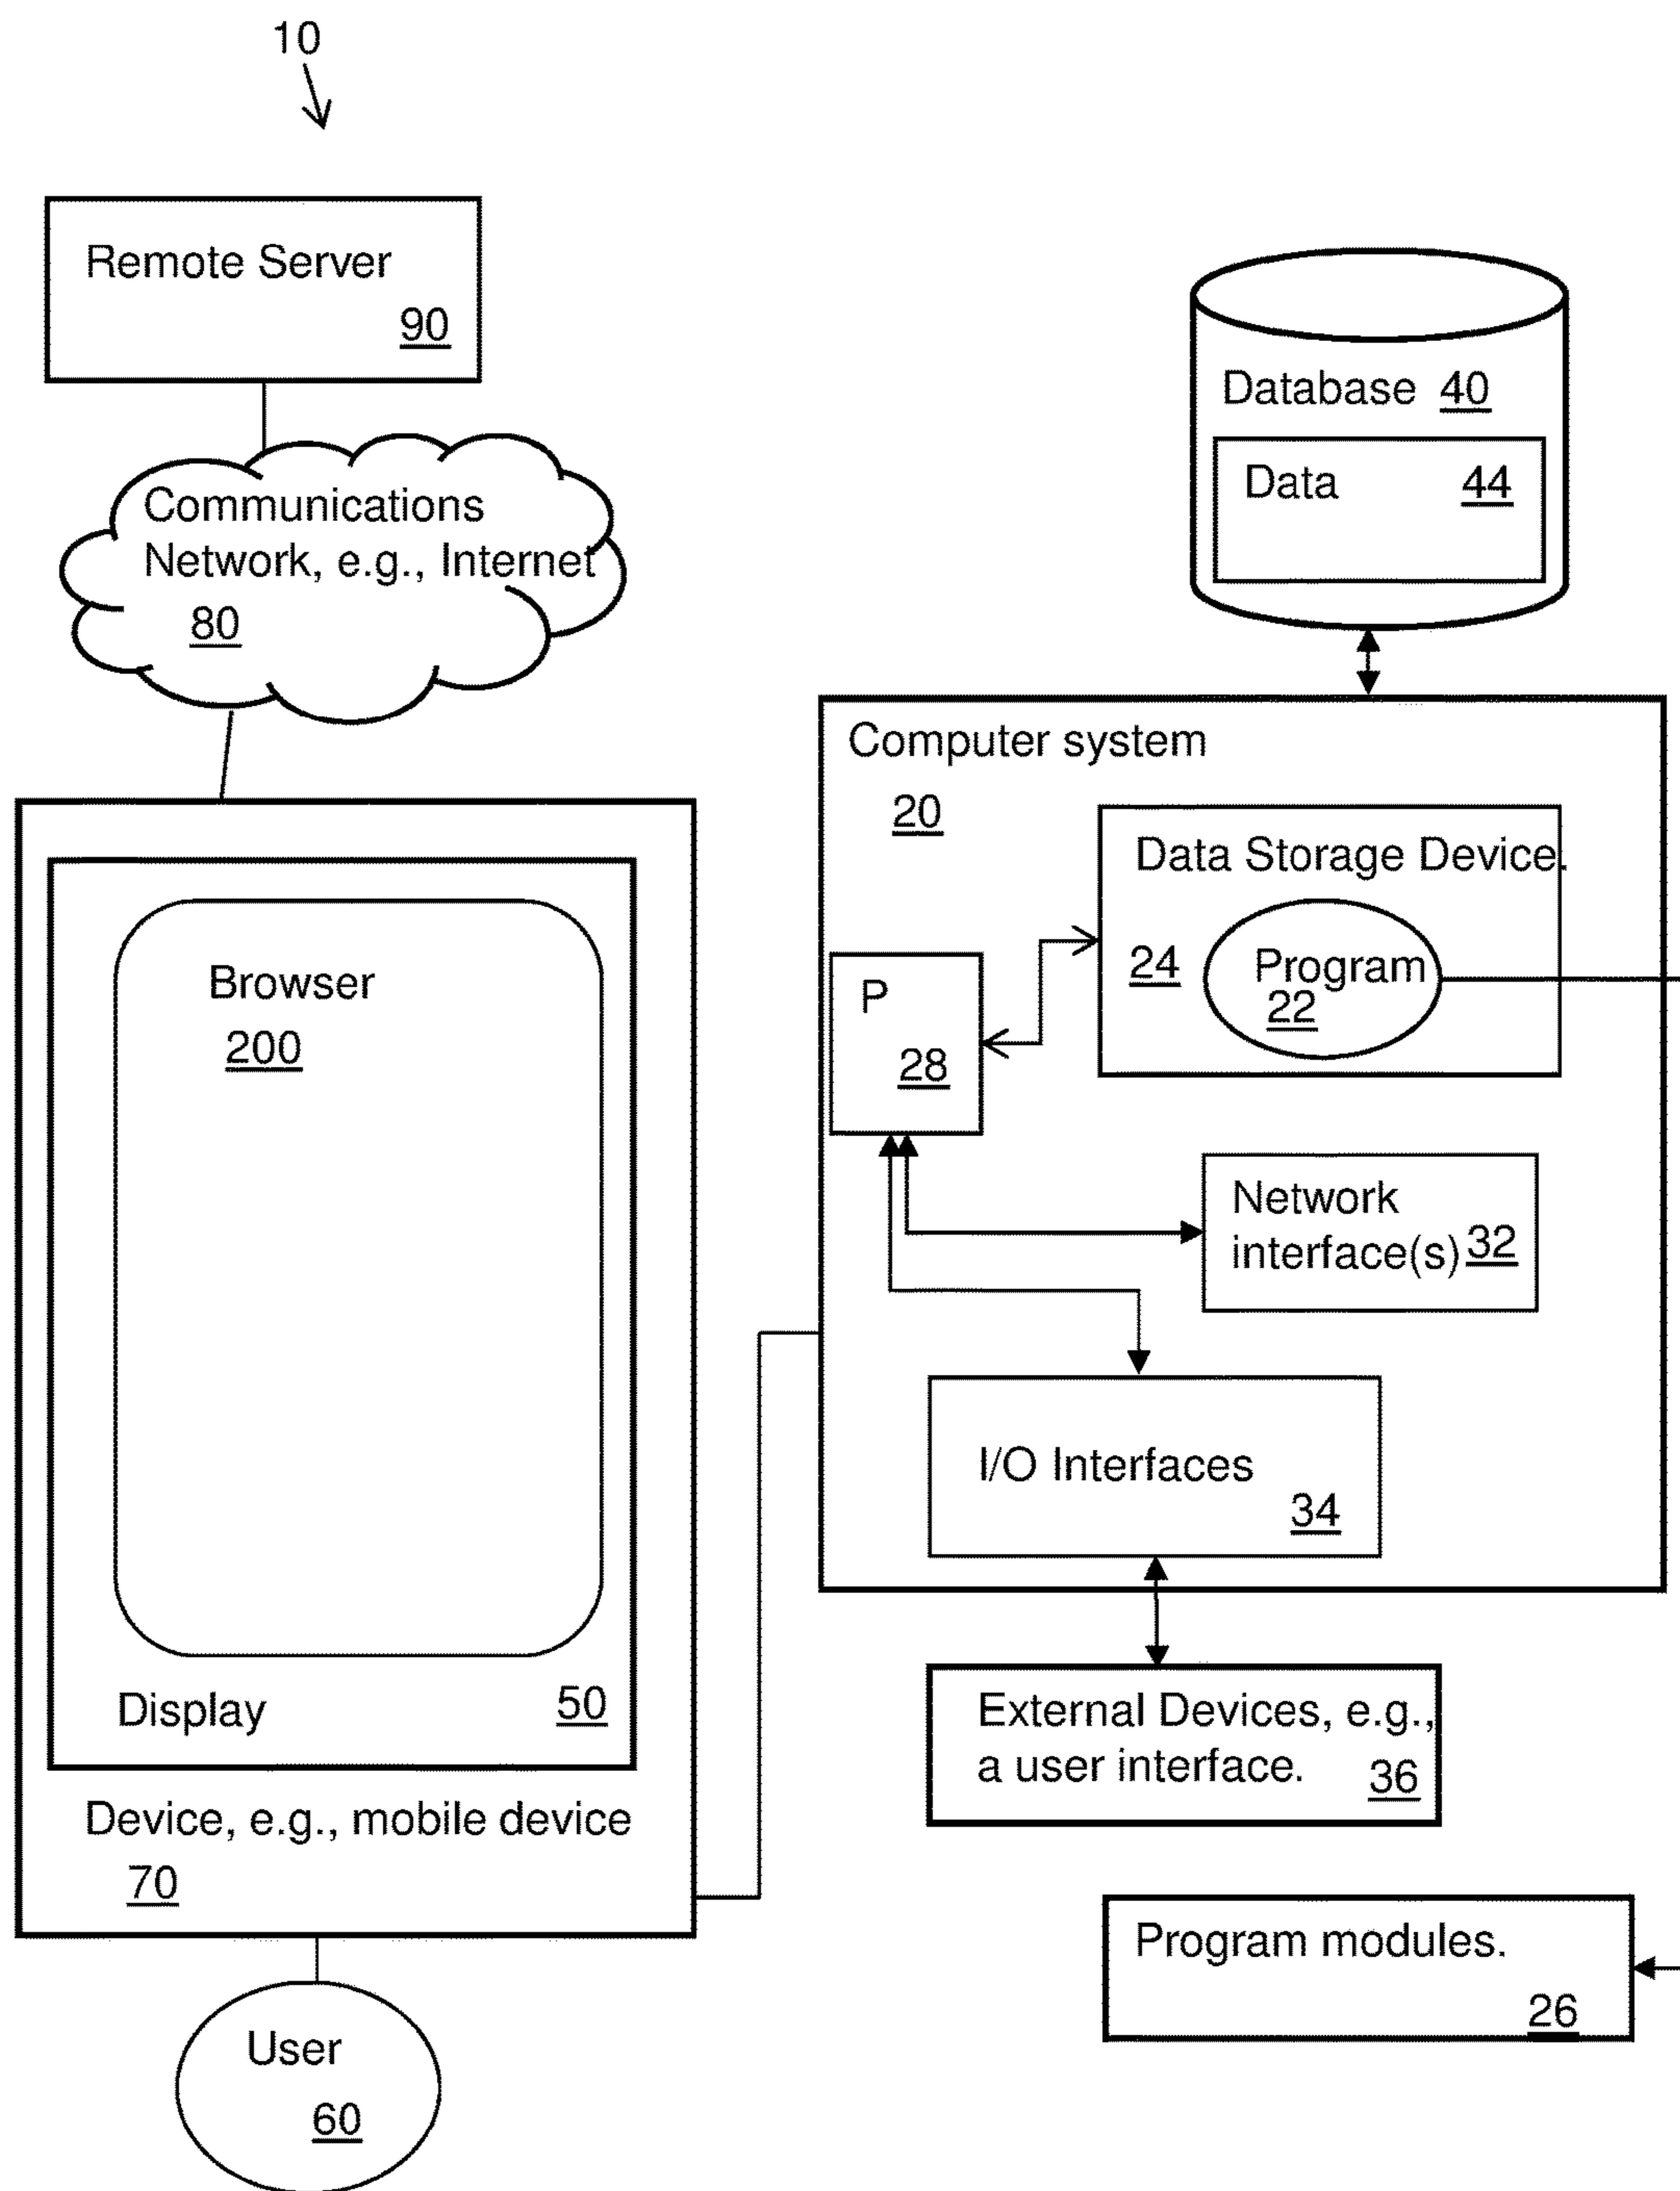 10
Remote Server
90
Communications
Network, e.g., Internet
80
Browser
200
Display 50
Device, e.g., mobile device
70
User
60
Database 40
Data 44
Computer system
20
Data Storage Device.
24 Program
22
P
28
Network
interface(s) 32
I/O Interfaces
34
External Devices, e.g.,
a user interface. 36
Program modules.
26